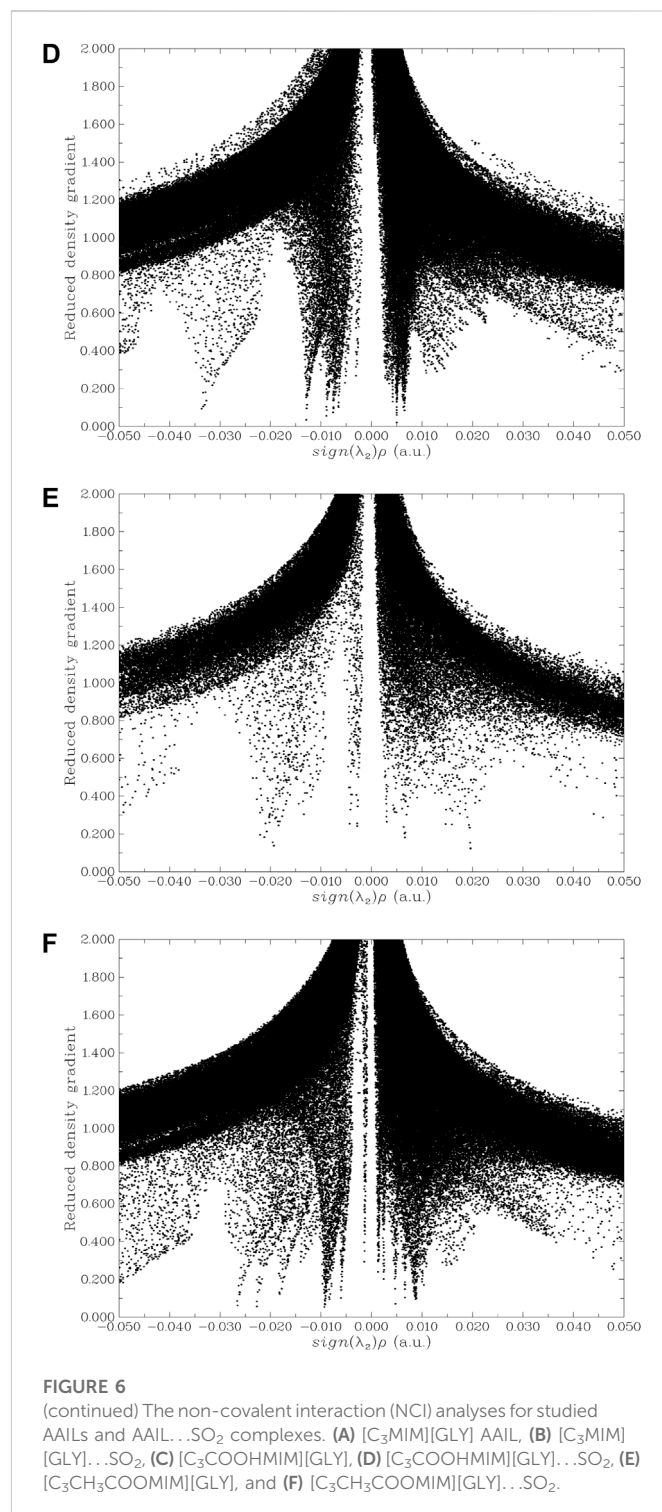 D
2.000
1.800
1.600
1.400
1.200
1.000
0.800
0.600
0.400
0.200
0.000
Reduced density gradient
−0.050 −0.040 −0.030 −0.020 −0.010 0.000 0.010 0.020 0.030 0.040 0.050
sign(λ₂)ρ (a.u.)
E
2.000
1.800
1.600
1.400
1.200
1.000
0.800
0.600
0.400
0.200
0.000
Reduced density gradient
−0.050 −0.040 −0.030 −0.020 −0.010 0.000 0.010 0.020 0.030 0.040 0.050
sign(λ₂)ρ (a.u.)
F
2.000
1.800
1.600
1.400
1.200
1.000
0.800
0.600
0.400
0.200
0.000
Reduced density gradient
−0.050 −0.040 −0.030 −0.020 −0.010 0.000 0.010 0.020 0.030 0.040 0.050
sign(λ₂)ρ (a.u.)
FIGURE 6
(continued) The non-covalent interaction (NCI) analyses for studied
AAILs and AAIL...SO₂ complexes. (A) [C₃MIM][GLY] AAIL, (B) [C₃MIM]
[GLY]...SO₂, (C) [C₃COOHMIM][GLY], (D) [C₃COOHMIM][GLY]...SO₂, (E)
[C₃CH₃COOMIM][GLY], and (F) [C₃CH₃COOMIM][GLY]...SO₂.